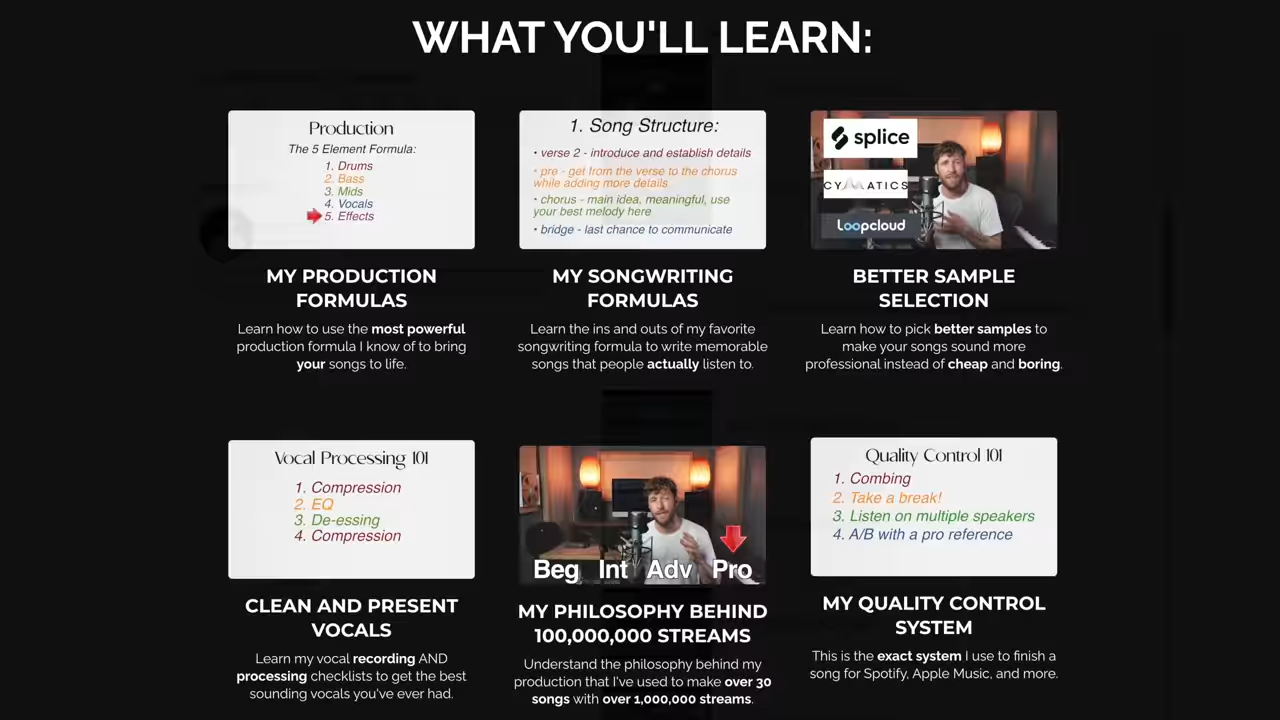 WHAT YOU'LL LEARN:
Production
The 5 Element Formula:
1. Drums
2. Bass
3. Mids
4. Vocals
5. Effects
MY PRODUCTION
FORMULAS
Learn how to use the most powerful
production formula I know of to bring
your songs to life.
1. Song Structure:
• verse 2 - introduce and establish details
• pre - get from the verse to the chorus
while adding more details
• chorus - main idea, meaningful, use
your best melody here
• bridge - last chance to communicate
MY SONGWRITING
FORMULAS
Learn the ins and outs of my favorite
songwriting formula to write memorable
songs that people actually listen to.
splice
CYMATICS
Loopcloud
BETTER SAMPLE
SELECTION
Learn how to pick better samples to
make your songs sound more
professional instead of cheap and boring.
Vocal Processing 101
1. Compression
2. EQ
3. De-essing
4. Compression
CLEAN AND PRESENT
VOCALS
Learn my vocal recording AND
processing checklists to get the best
sounding vocals you've ever had.
Beg Int Adv Pro
MY PHILOSOPHY BEHIND
100,000,000 STREAMS
Understand the philosophy behind my
production that I've used to make over 30
songs with over 1,000,000 streams.
Quality Control 101
1. Combing
2. Take a break!
3. Listen on multiple speakers
4. A/B with a pro reference
MY QUALITY CONTROL
SYSTEM
This is the exact system I use to finish a
song for Spotify, Apple Music, and more.